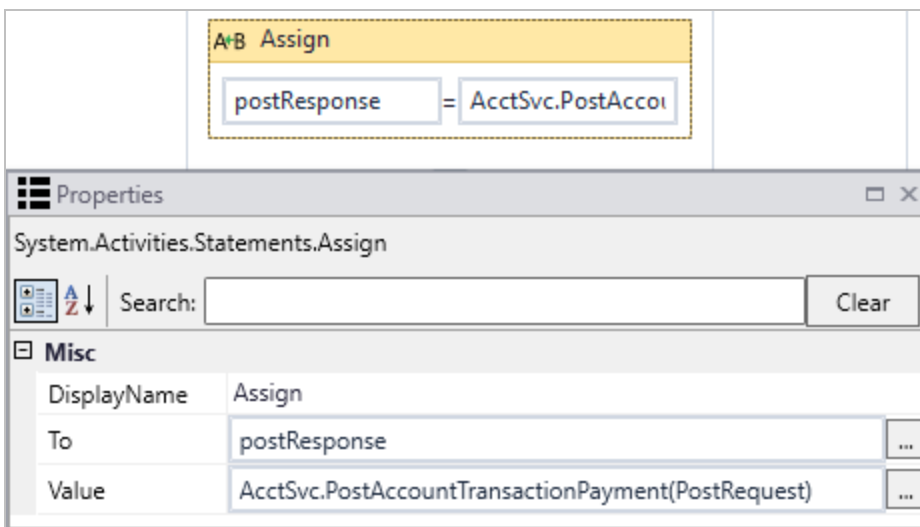 A+B Assign
postResponse = AcctSvc.PostAccou
Properties
System.Activities.Statements.Assign
A Z Search: Clear
Misc
DisplayName Assign
To postResponse ...
Value AcctSvc.PostAccountTransactionPayment(PostRequest) ...